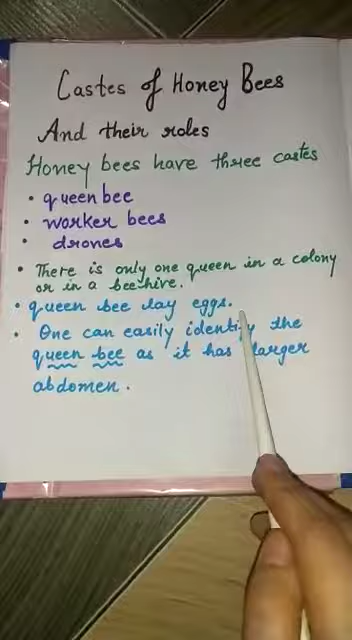 Castes of Honey Bees
And their roles
Honey bees have three castes
• queen bee
• worker bees
• drones
• There is only one queen in a colony
or in a beehive.
• queen bee lay eggs.
• One can easily identify the
queen bee as it has larger
abdomen.